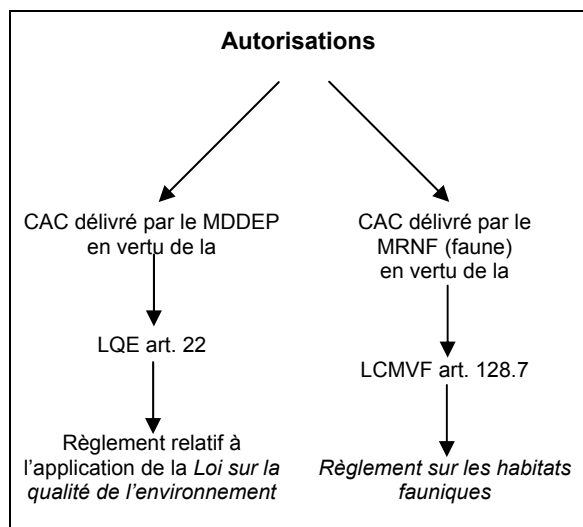 Autorisations
CAC délivré par le MDDEP
en vertu de la
LQE art. 22
Règlement relatif à
l'application de la Loi sur la
qualité de l'environnement
CAC délivré par le
MRNF (faune)
en vertu de la
LCMVF art. 128.7
Règlement sur les habitats
fauniques